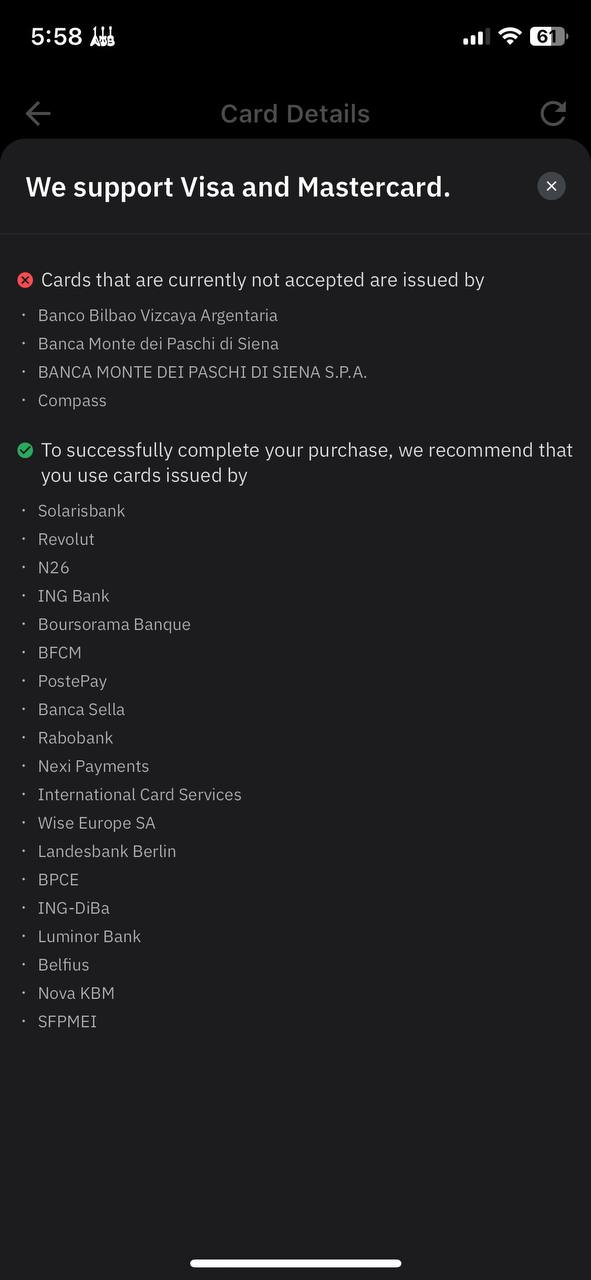 5:58
61
Card Details
We support Visa and Mastercard.
Cards that are currently not accepted are issued by
· Banco Bilbao Vizcaya Argentaria
· Banca Monte dei Paschi di Siena
· BANCA MONTE DEI PASCHI DI SIENA S.P.A.
· Compass
To successfully complete your purchase, we recommend that
you use cards issued by
· Solarisbank
· Revolut
· N26
· ING Bank
· Boursorama Banque
· BFCM
· PostePay
· Banca Sella
· Rabobank
· Nexi Payments
· International Card Services
· Wise Europe SA
· Landesbank Berlin
· BPCE
· ING-DiBa
· Luminor Bank
· Belfius
· Nova KBM
· SFPMEI